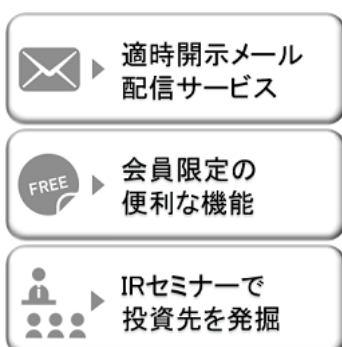 適時開示メール
配信サービス
FREE
会員限定の
便利な機能
IRセミナーで
投資先を発掘